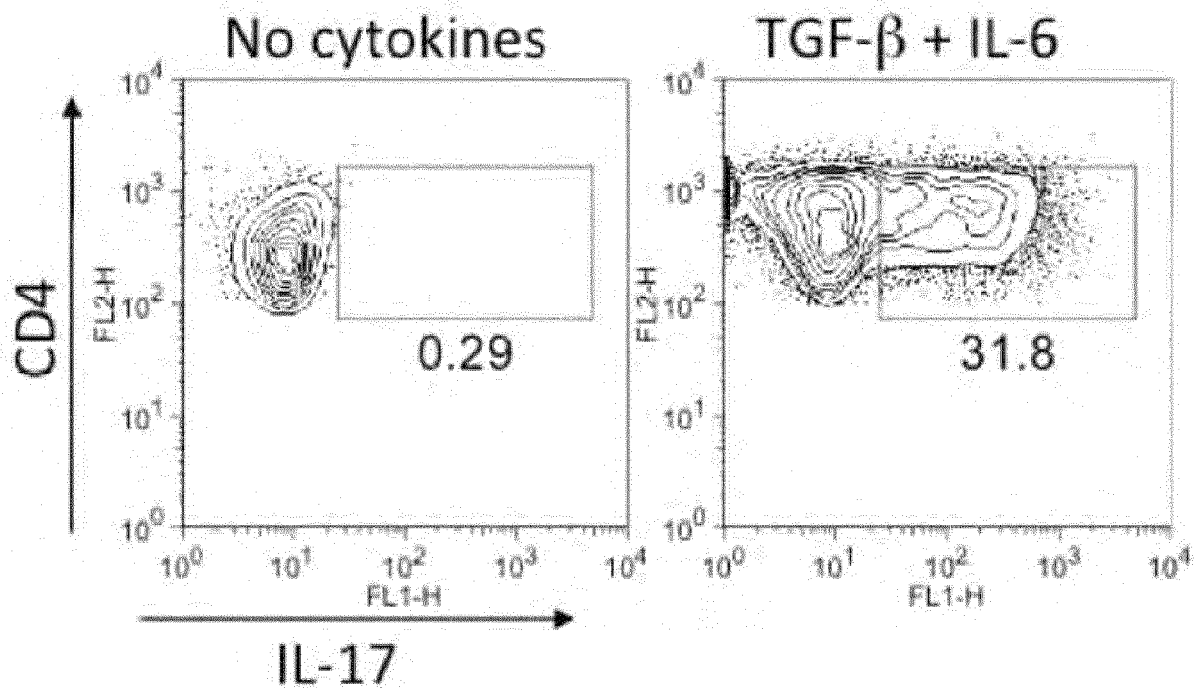 No cytokines
TGF-β + IL-6
10⁴
10³
10²
10¹
10⁰
FL2-H
CD4
0.29
10⁰ 10¹ 10² 10³ 10⁴
FL1-H
IL-17
10⁴
10³
10²
10¹
10⁰
FL2-H
31.8
10⁰ 10¹ 10² 10³ 10⁴
FL1-H